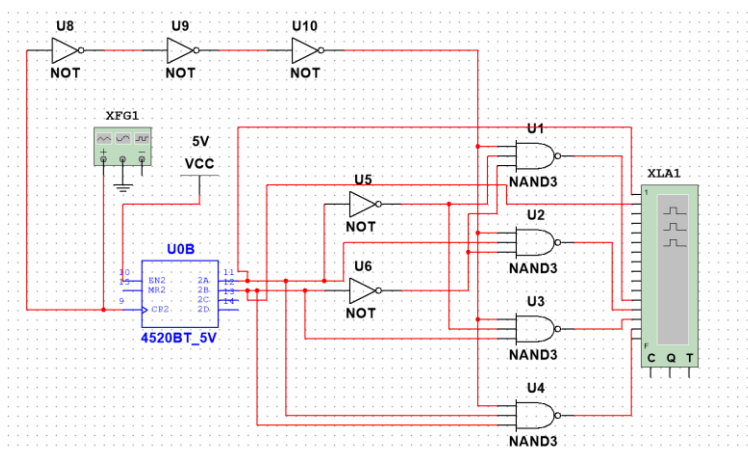 U8
U9
U10
NOT
NOT
NOT
XFG1
5V
VCC
U1
NAND3
XLA1
1
F
C Q T
U5
NOT
U2
NAND3
U0B
U6
NOT
10
EN2
2A
11
15
MR2
2B
12
2C
13
9
CP2
2D
14
4520BT_5V
U3
NAND3
U4
NAND3